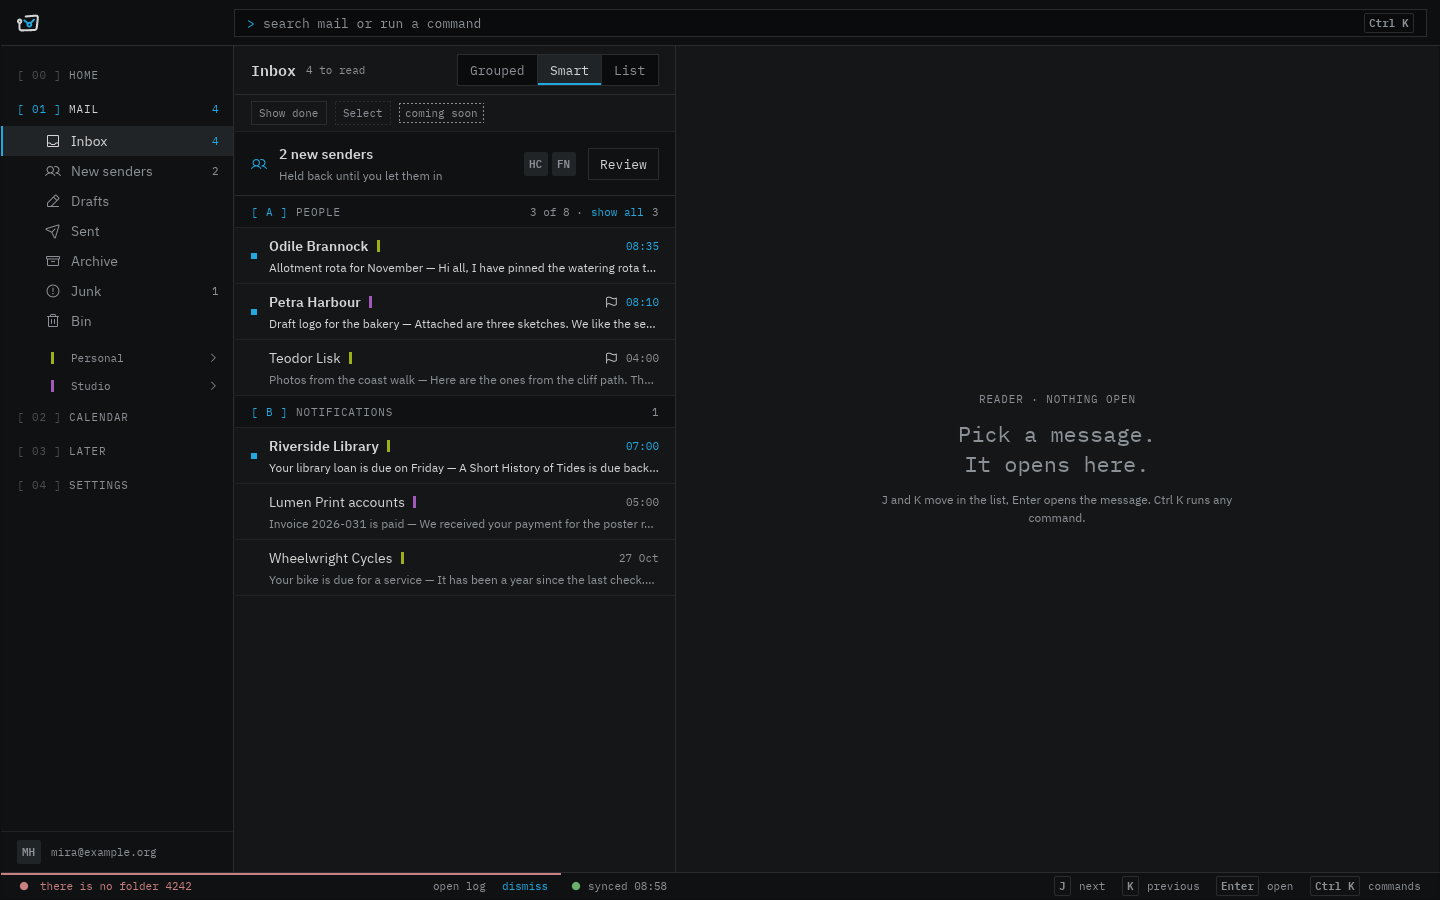 > search mail or run a command Ctrl K
[ 00 ] HOME
[ 01 ] MAIL 4
Inbox 4
New senders 2
Drafts
Sent
Archive
Junk 1
Bin
Personal
Studio
[ 02 ] CALENDAR
[ 03 ] LATER
[ 04 ] SETTINGS
MH mira@example.org
Inbox 4 to read Grouped Smart List
Show done Select coming soon
2 new senders
Held back until you let them in
HC FN Review
[ A ] PEOPLE 3 of 8 · show all 3
Odile Brannock 08:35
Allotment rota for November — Hi all, I have pinned the watering rota t…
Petra Harbour 08:10
Draft logo for the bakery — Attached are three sketches. We like the se…
Teodor Lisk 04:00
Photos from the coast walk — Here are the ones from the cliff path. Th…
[ B ] NOTIFICATIONS 1
Riverside Library 07:00
Your library loan is due on Friday — A Short History of Tides is due back…
Lumen Print accounts 05:00
Invoice 2026-031 is paid — We received your payment for the poster r…
Wheelwright Cycles 27 Oct
Your bike is due for a service — It has been a year since the last check.…
READER · NOTHING OPEN
Pick a message.
It opens here.
J and K move in the list, Enter opens the message. Ctrl K runs any
command.
there is no folder 4242 open log dismiss synced 08:58
J next K previous Enter open Ctrl K commands